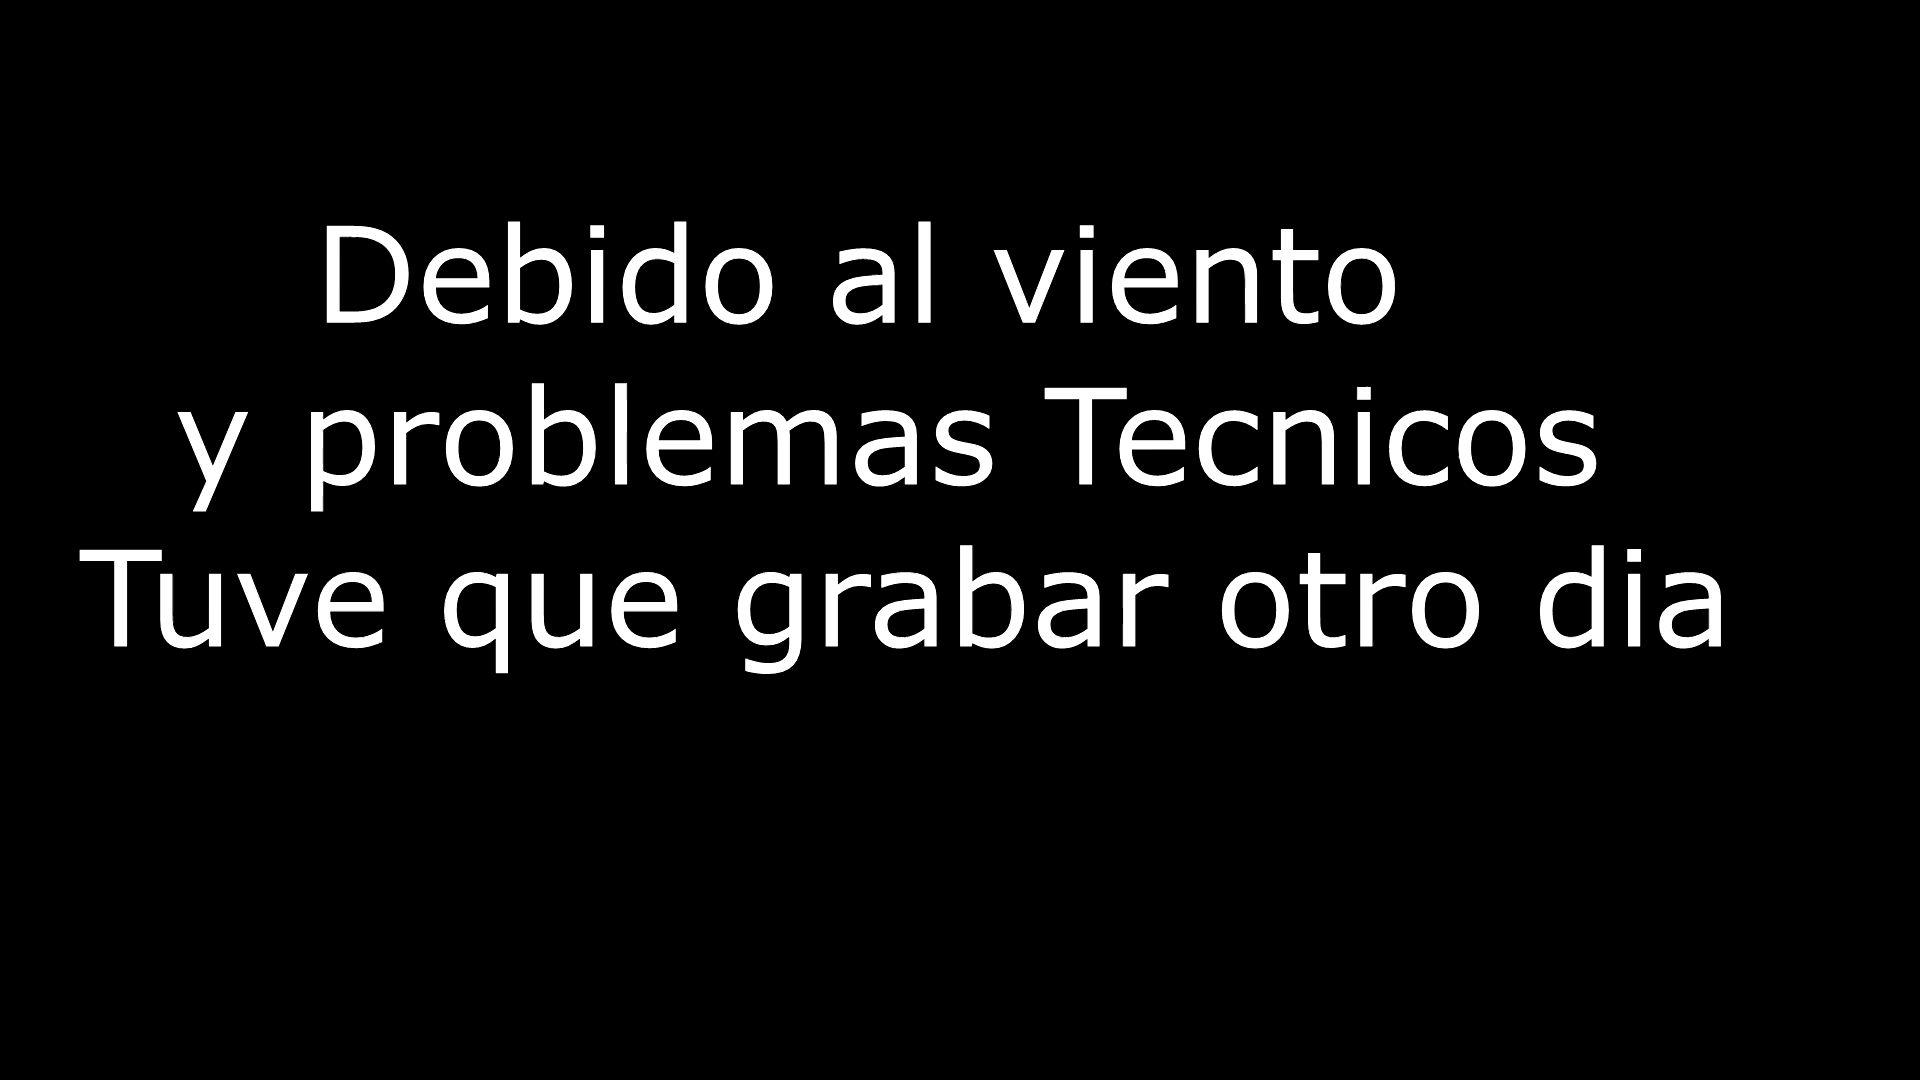 Debido al viento
y problemas Tecnicos
Tuve que grabar otro dia